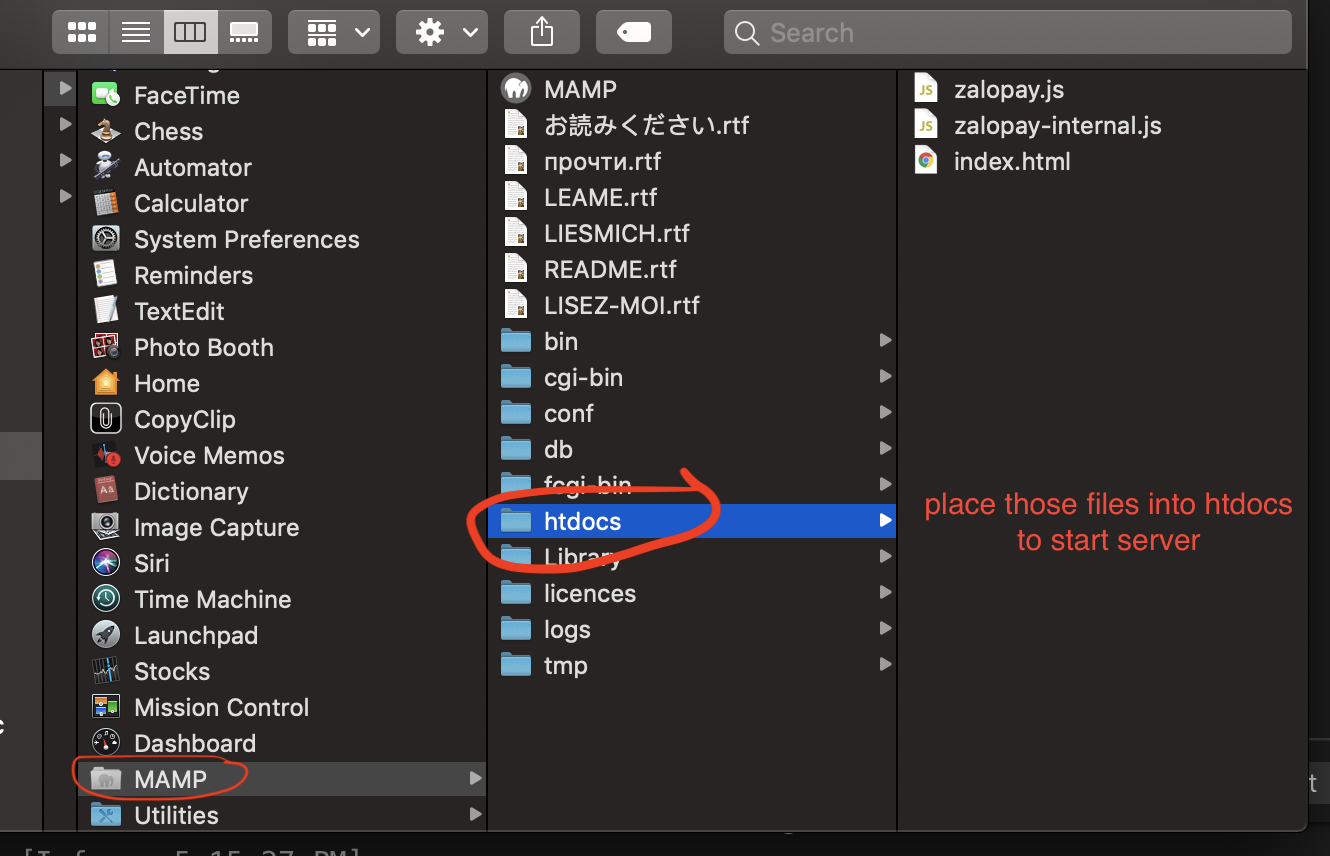 Search
FaceTime
Chess
Automator
Calculator
System Preferences
Reminders
TextEdit
Photo Booth
Home
CopyClip
Voice Memos
Dictionary
Image Capture
Siri
Time Machine
Launchpad
Stocks
Mission Control
Dashboard
MAMP
Utilities
MAMP
お読みください.rtf
прочти.rtf
LEAME.rtf
LIESMICH.rtf
README.rtf
LISEZ-MOI.rtf
bin
cgi-bin
conf
db
fcgi-bin
htdocs
Library
licences
logs
tmp
JS zalopay.js
JS zalopay-internal.js
index.html
place those files into htdocs
to start server